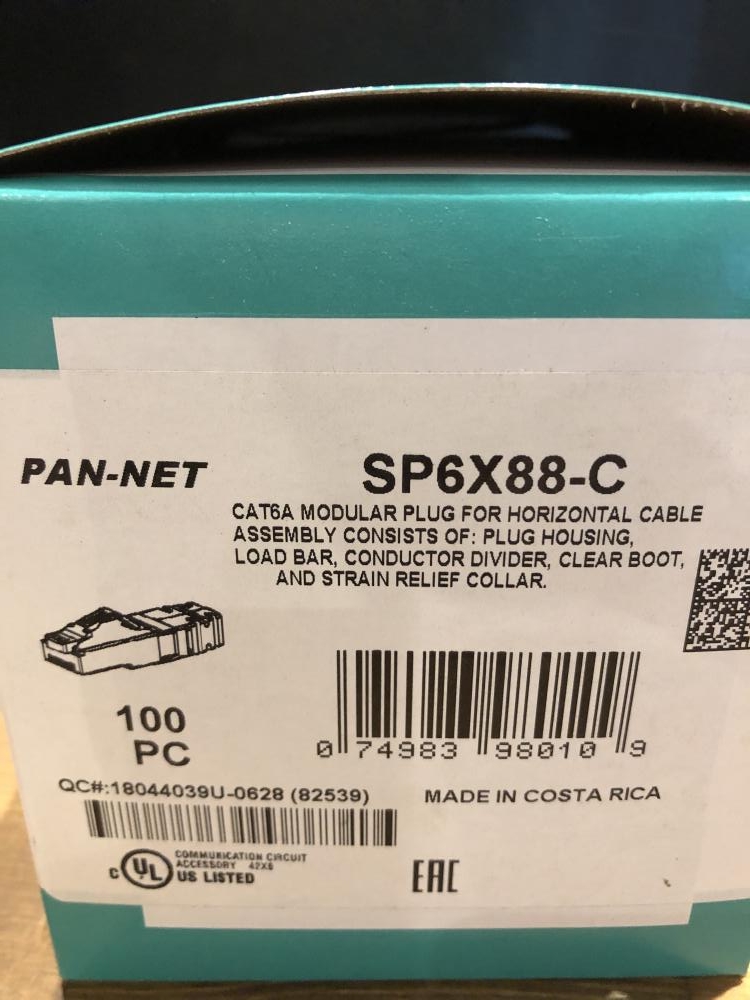 PAN-NET
SP6X88-C
CAT6A MODULAR PLUG FOR HORIZONTAL CABLE
ASSEMBLY CONSISTS OF: PLUG HOUSING,
LOAD BAR, CONDUCTOR DIVIDER, CLEAR BOOT,
AND STRAIN RELIEF COLLAR.
100
PC
0 74983 98010 9
QC#:18044039U-0628 (82539)
MADE IN COSTA RICA
C UL
COMMUNICATION CIRCUIT
ACCESSORY 42X6
US LISTED
EAC